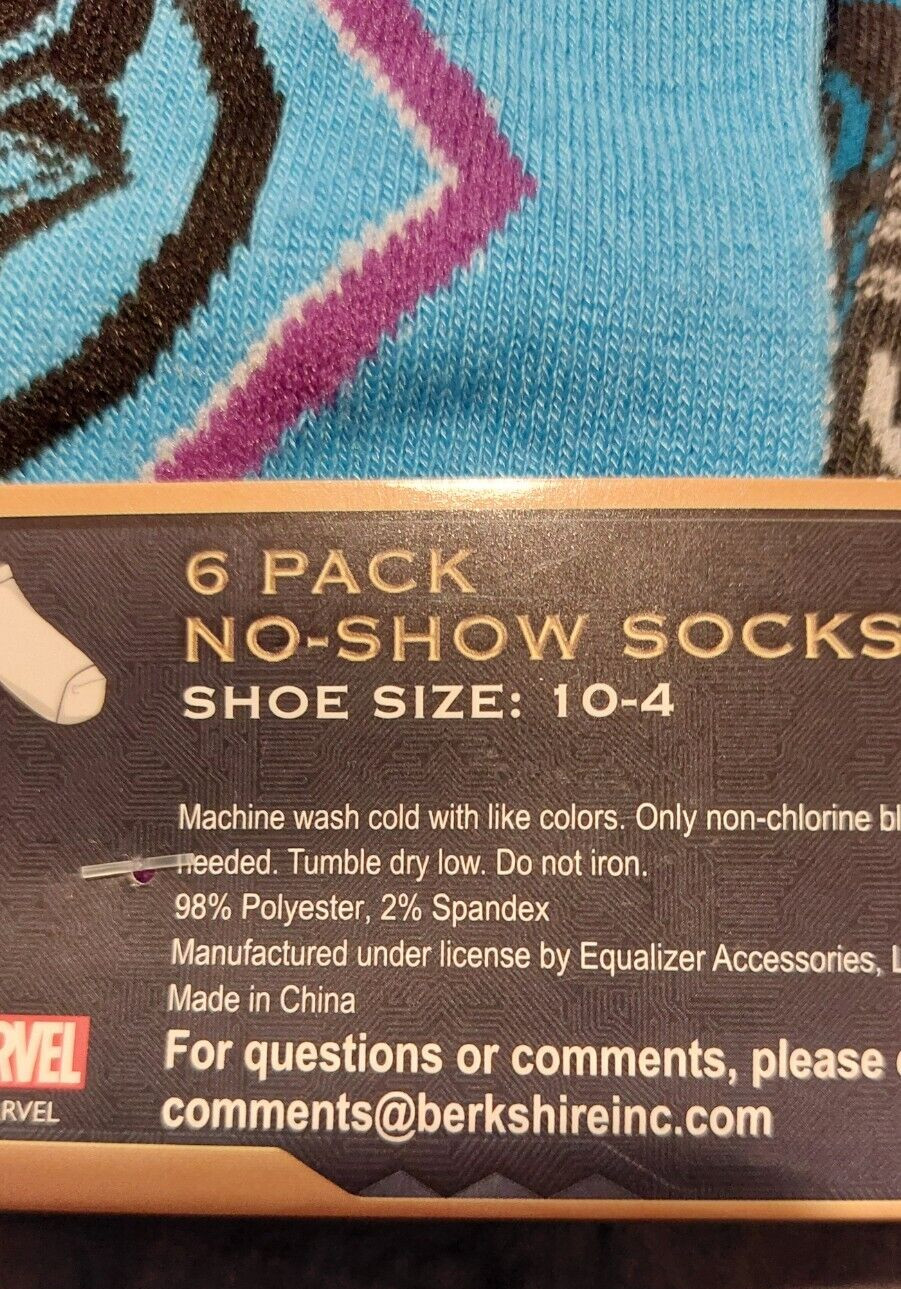 6 PACK
NO-SHOW SOCKS
SHOE SIZE: 10-4
Machine wash cold with like colors. Only non-chlorine
needed. Tumble dry low. Do not iron.
98% Polyester, 2% Spandex
Manufactured under license by Equalizer Accessories,
Made in China
For questions or comments, please
comments@berkshireinc.com
RVEL
RVEL